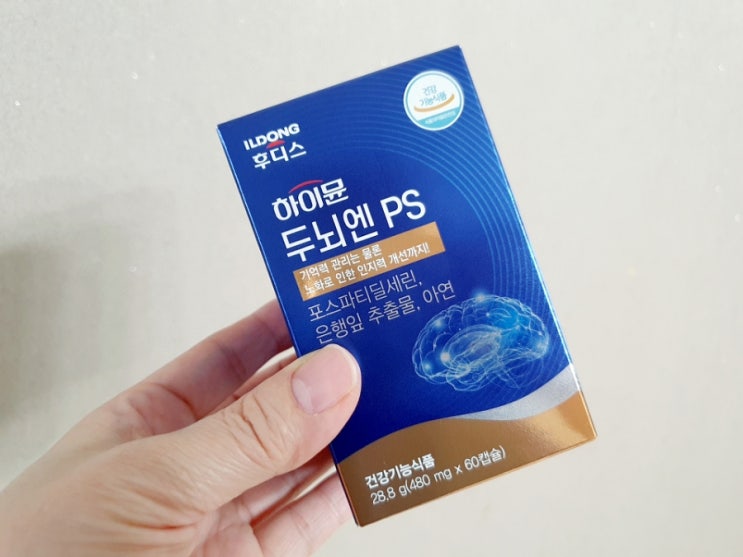 ILDONG
후디스
건강
기능식품
하이뮨
두뇌엔 PS
기억력 관리는 물론
노화로 인한 인지력 개선까지!
포스파티딜세린,
은행잎 추출물, 아연
건강기능식품
28.8 g(480 mg x 60캡슐)